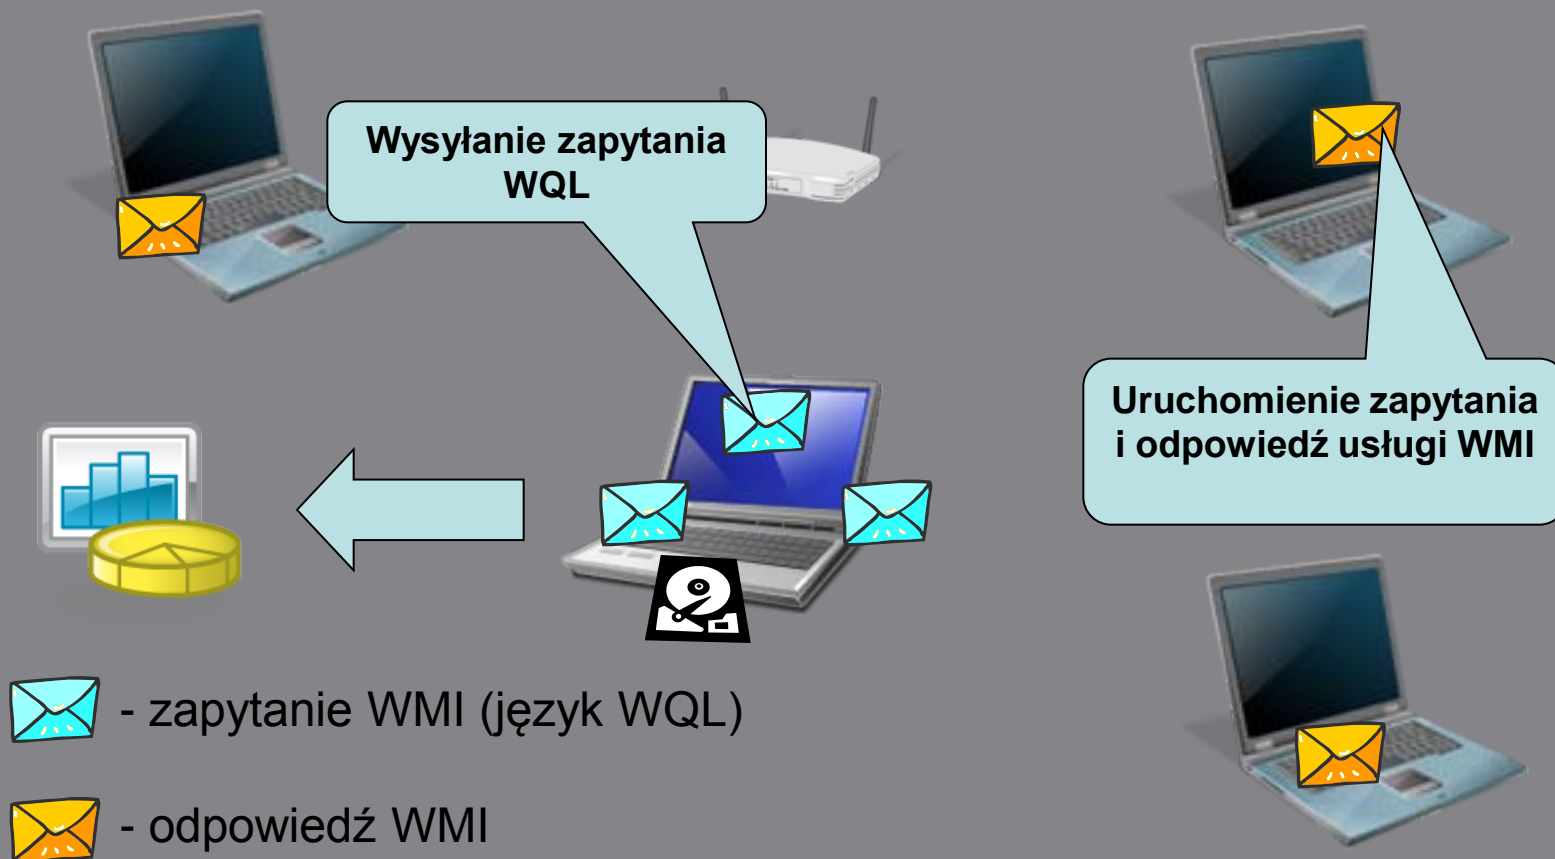 Wysyłanie zapytania
WQL
Uruchomienie zapytania
i odpowiedź usługi WMI
- zapytanie WMI (język WQL)
- odpowiedź WMI